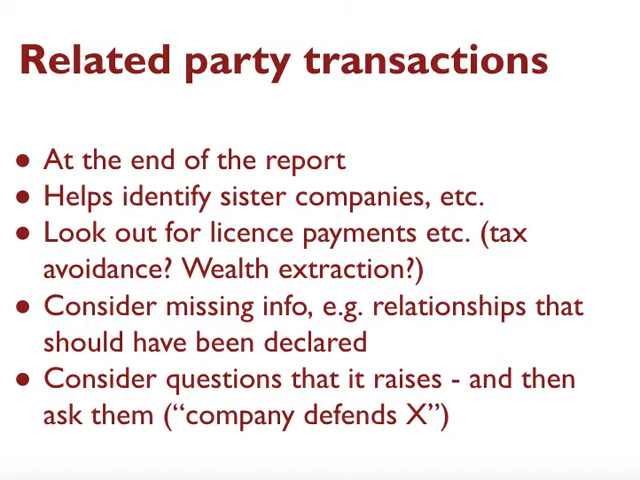 Related party transactions
● At the end of the report
● Helps identify sister companies, etc.
● Look out for licence payments etc. (tax
avoidance? Wealth extraction?)
● Consider missing info, e.g. relationships that
should have been declared
● Consider questions that it raises - and then
ask them (“company defends X”)